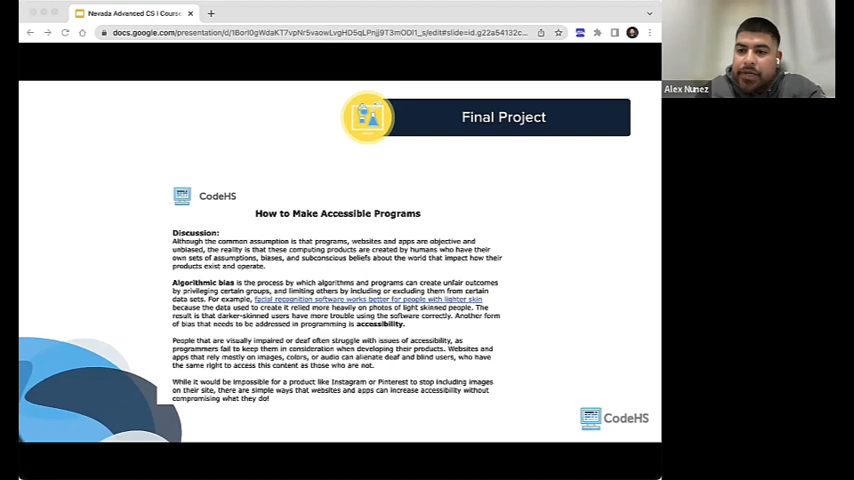 Nevada Advanced CS | Course
docs.google.com/presentation/d/
Alex Nunez
Final Project
CodeHS
How to Make Accessible Programs
Discussion:
Although the common assumption is that programs, websites and apps are objective and
unbiased, the reality is that these computing products are created by humans who have their
own sets of assumptions, biases, and subconscious beliefs about the world that impact how their
products exist and operate.
Algorithmic bias is the process by which algorithms and programs can create unfair outcomes
by privileging certain groups, and limiting others by including or excluding them from certain
data sets. For example, facial recognition software works better for people with lighter skin
because the data used to create it relied more heavily on photos of light skinned people. The
result is that darker-skinned users have more trouble using the software correctly. Another form
of bias that needs to be addressed in programming is accessibility.
People that are visually impaired or deaf often struggle with issues of accessibility, as
programmers fail to keep them in consideration when developing their products. Websites and
apps that rely mostly on images, colors, or audio can alienate deaf and blind users, who have
the same right to access this content as those who are not.
While it would be impossible for a product like Instagram or Pinterest to stop including images
on their site, there are simple ways that websites and apps can increase accessibility without
compromising what they do!
CodeHS